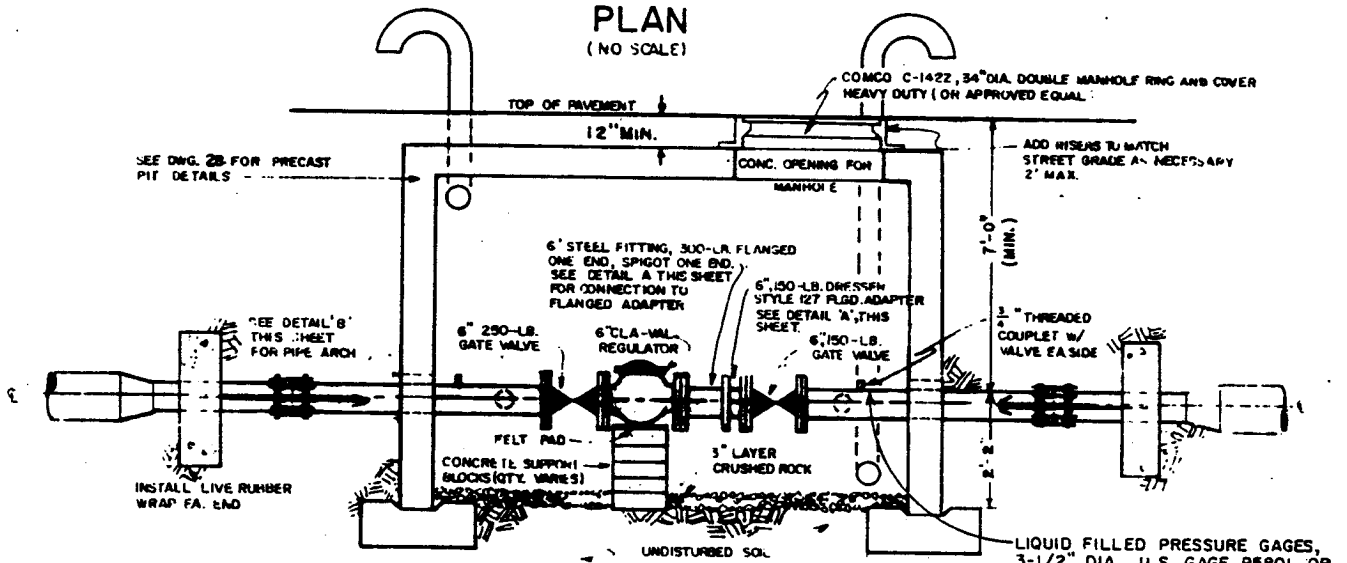 PLAN
(NO SCALE)
COMCO C-1422, 34" DIA. DOUBLE MANHOLE RING AND COVER
HEAVY DUTY (OR APPROVED EQUAL
TOP OF PAVEMENT
12" MIN.
SEE DWG. 2B FOR PRECAST
PIT DETAILS
CONC. OPENING FOR
MANHOLE
ADD RISERS TO MATCH
STREET GRADE AS NECESSARY
2' MAX.
7'-0"
(MIN.)
6" STEEL FITTING, 300-LB. FLANGED
ONE END, SPIGOT ONE END.
SEE DETAIL A THIS SHEET
FOR CONNECTION TO
FLANGED ADAPTER
6", 150-LB. DRESSER
STYLE 127 FLGD. ADAPTER
SEE DETAIL 'A', THIS
SHEET.
SEE DETAIL 'B'
THIS SHEET
FOR PIPE ARCH
6" 250-LB.
GATE VALVE
6" CLA-VAL.
REGULATOR
6", 150-LB.
GATE VALVE
3/4" THREADED
COUPLET W/
VALVE EA SIDE
FELT PAD
CONCRETE SUPPORT
BLOCKS (QTY. VARIES)
3" LAYER
CRUSHED ROCK
2'-2
INSTALL LIVE RUBBER
WRAP EA. END
UNDISTURBED SOIL
LIQUID FILLED PRESSURE GAGES,
3-1/2" DIA., U.S. GAGE P580L OR